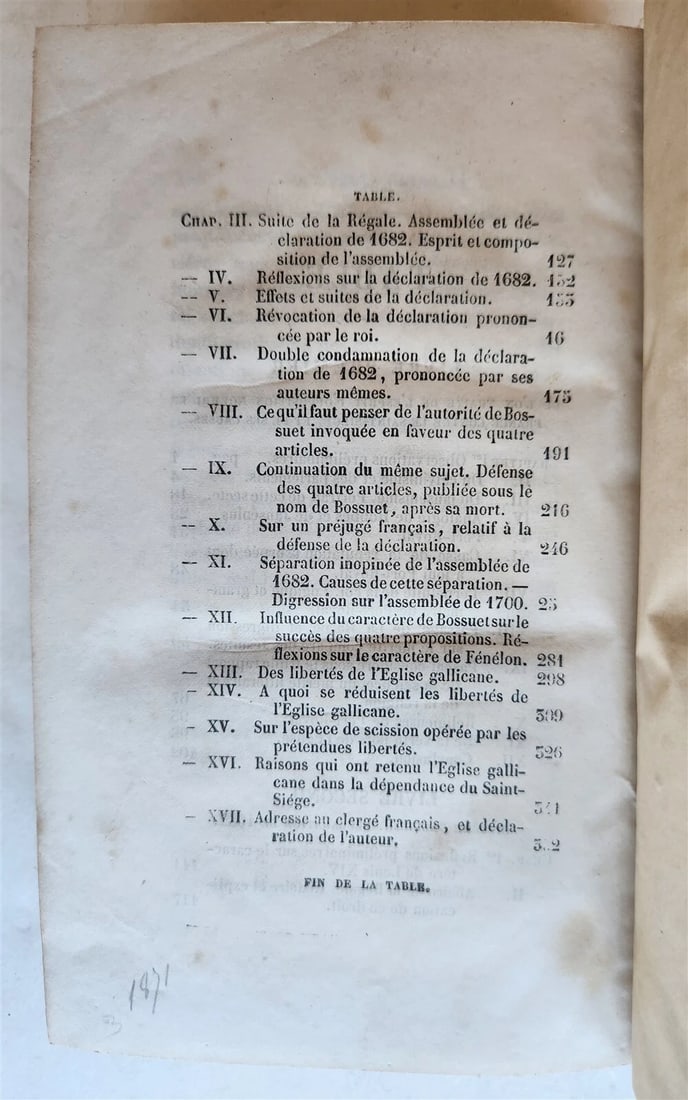 TABLE.
CHAP. III. Suite de la Régale. Assemblée et dé-
claration de 1682. Esprit et compo-
sition de l'assemblée. 127
— IV. Réflexions sur la déclaration de 1682.
— V. Effets et suites de la déclaration.
— VI. Révocation de la déclaration pronon-
cée par le roi. 16
— VII. Double condamnation de la déclara-
tion de 1682, prononcée par ses
auteurs mêmes. 175
— VIII. Ce qu'il faut penser de l'autorité de Bos-
suet invoquée en faveur des quatre
articles. 191
— IX. Continuation du même sujet. Défense
des quatre articles, publiée sous le
nom de Bossuet, après sa mort. 216
— X. Sur un préjugé français, relatif à la
défense de la déclaration. 246
— XI. Séparation inopinée de l'assemblée de
1682. Causes de cette séparation. —
Digression sur l'assemblée de 1700.
— XII. Influence du caractère de Bossuet sur le
succès des quatre propositions. Ré-
flexions sur le caractère de Fénélon. 281
— XIII. Des libertés de l'Eglise gallicane. 298
— XIV. A quoi se réduisent les libertés de
l'Eglise gallicane. 309
— XV. Sur l'espèce de scission opérée par les
prétendues libertés. 326
— XVI. Raisons qui ont retenu l'Eglise galli-
cane dans la dépendance du Saint-
Siége.
— XVII. Adresse au clergé français, et décla-
ration de l'auteur.
FIN DE LA TABLE.
1871